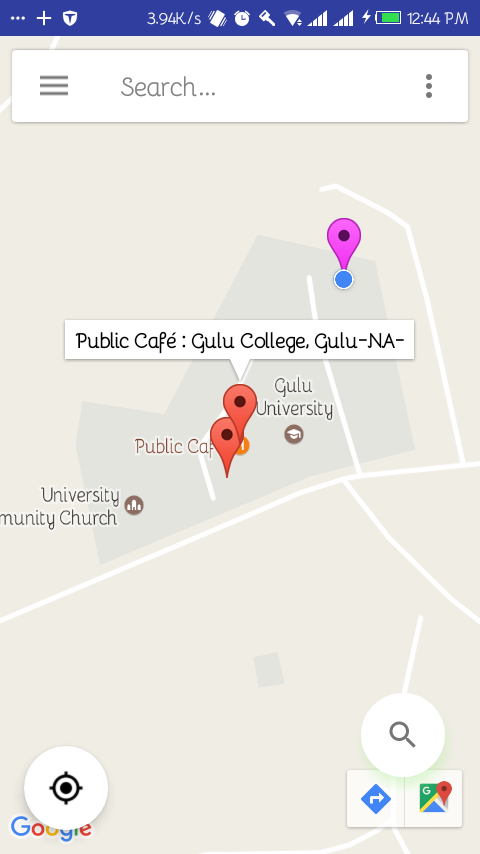 3.94K/s 12:44 PM
Search...
Public Café : Gulu College, Gulu-NA-
Gulu
University
Public Caf
University
munity Church
Google